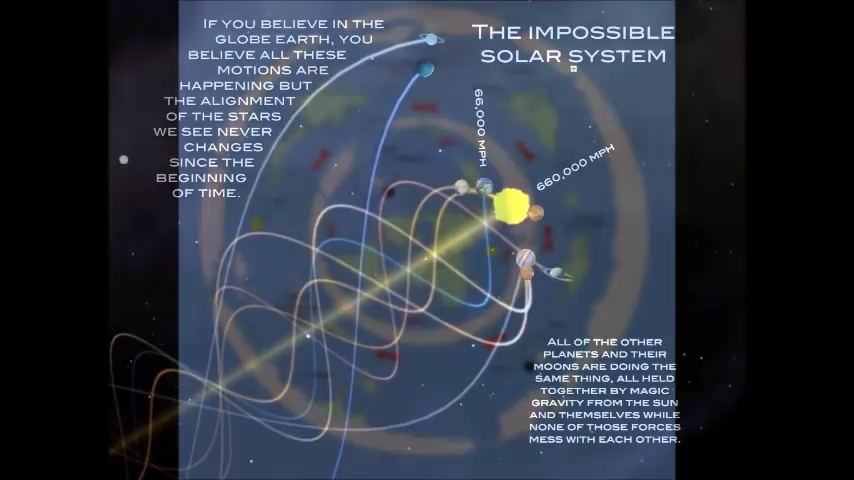 If you believe in the
globe Earth, you
believe all these
motions are
happening but
the alignment
of the stars
we see never
changes
since the
beginning
of time.
The Impossible
Solar System
66,000 mph
660,000 mph
All of the other
planets and their
moons are doing the
same thing, all held
together by magic
gravity from the sun
and themselves while
none of those forces
mess with each other.